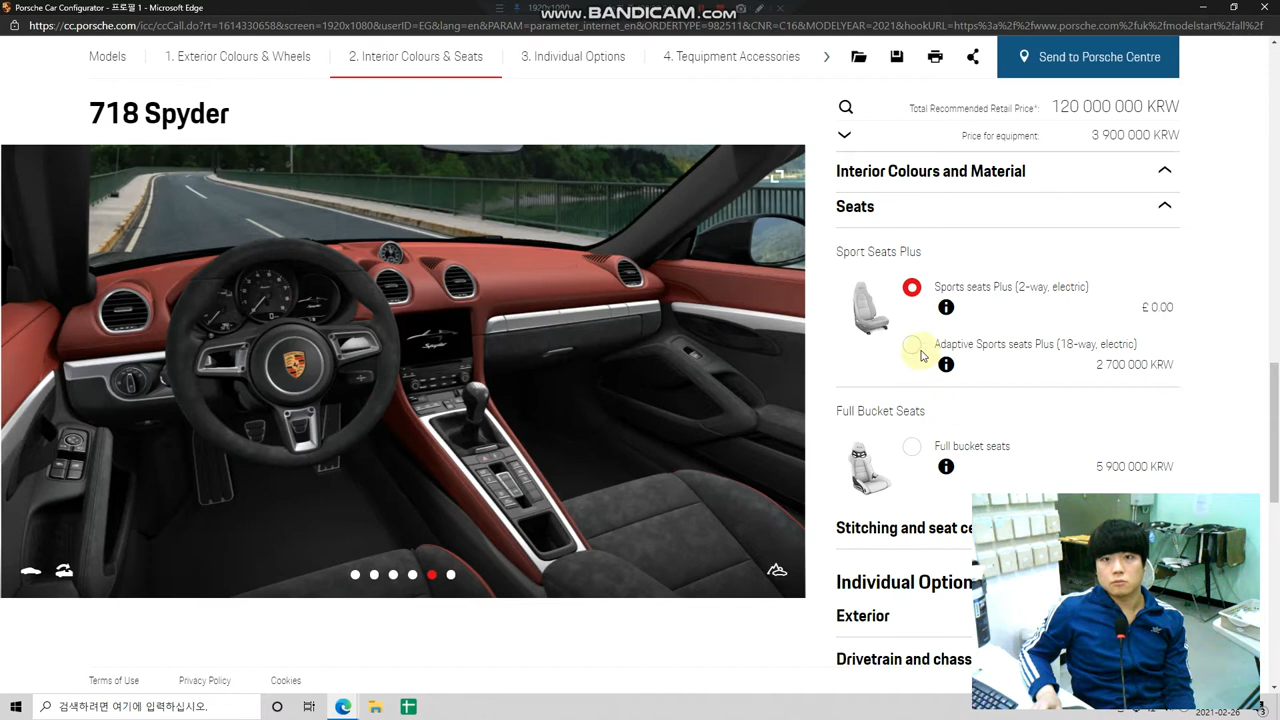 Porsche Car Configurator - 프로필 1 - Microsoft Edge
1920x1080
www.BANDICAM.com
https://cc.porsche.com/icc/ccCall.do?rt=1614330658&screen=1920x1080&userID=EG&lang=en&PARAM=parameter_internet_en&ORDERTYPE=982511&CNR=C16&MODELYEAR=2021&hookURL=https%3a%2f%2fwww.porsche.com%2fuk%2fmodelstart%2fall%2f
Models
1. Exterior Colours & Wheels
2. Interior Colours & Seats
3. Individual Options
4. Tequipment Accessories
Send to Porsche Centre
718 Spyder
Total Recommended Retail Price*: 120 000 000 KRW
Price for equipment: 3 900 000 KRW
Interior Colours and Material
Seats
Sport Seats Plus
Sports seats Plus (2-way, electric)
£ 0.00
Adaptive Sports seats Plus (18-way, electric)
2 700 000 KRW
Full Bucket Seats
Full bucket seats
5 900 000 KRW
Stitching and seat ce
Individual Option
Exterior
Drivetrain and chass
Spyder
Terms of Use
Privacy Policy
Cookies
검색하려면 여기에 입력하십시오.
2021-02-26
3